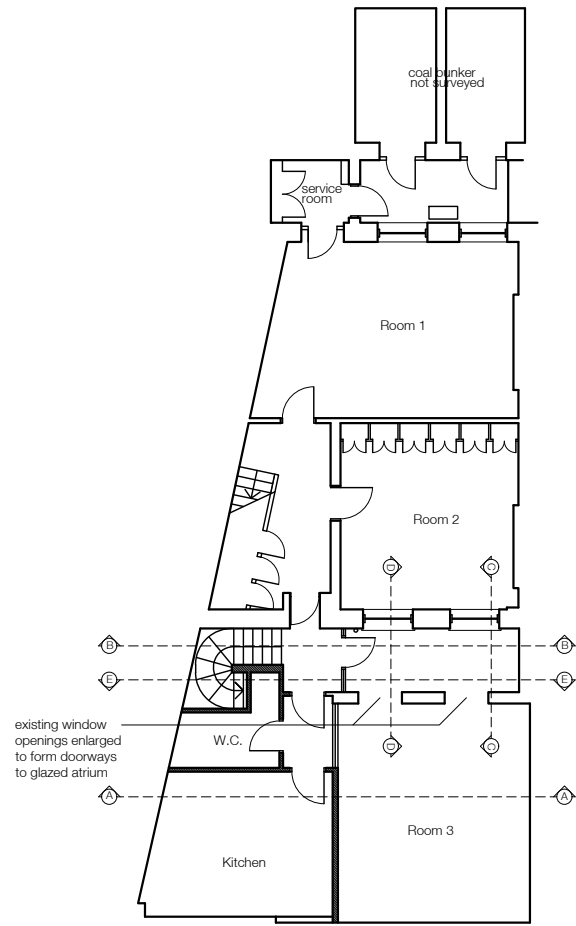 coal bunker
not surveyed
service
room
Room 1
Room 2
D
C
B
B
E
E
existing window
openings enlarged
to form doorways
to glazed atrium
W.C.
D
C
A
A
Room 3
Kitchen